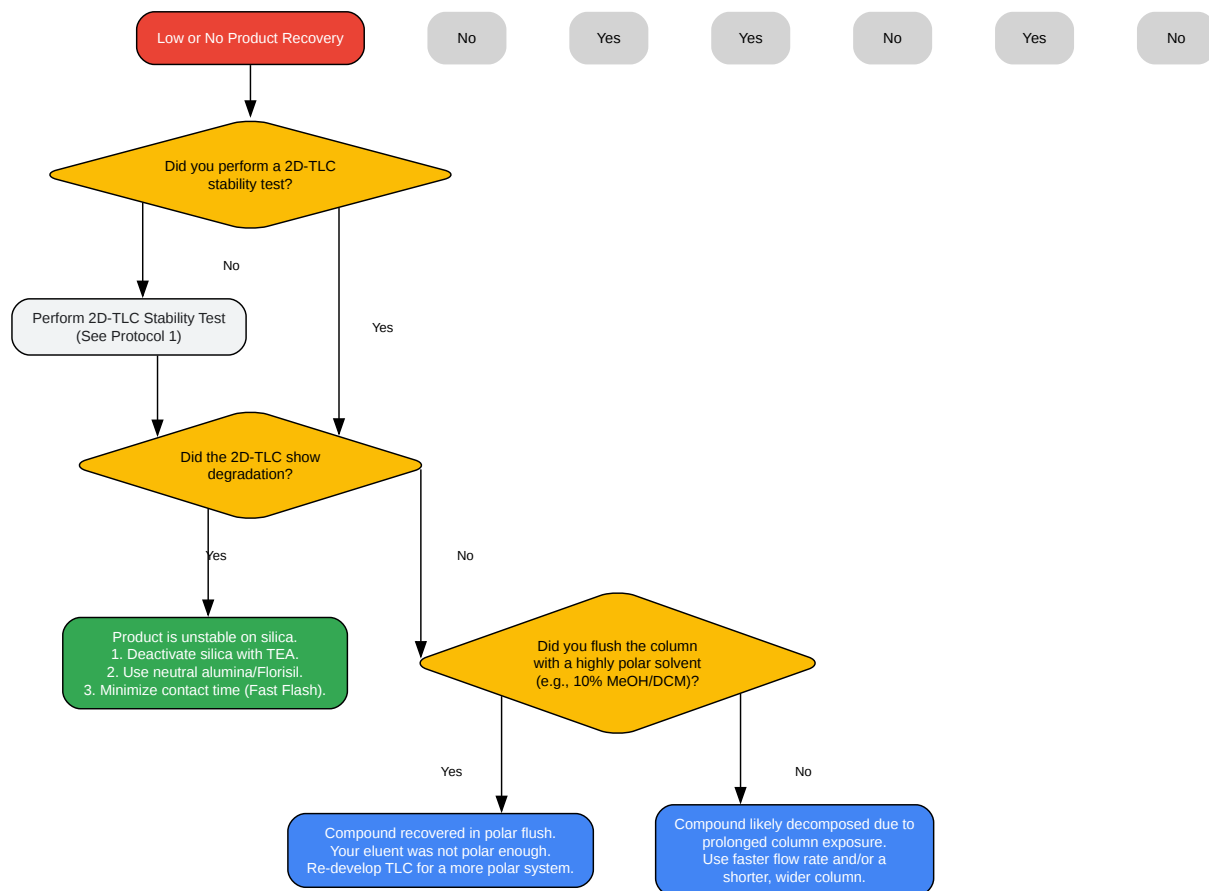 Low or No Product Recovery
No
Yes
Yes
No
Yes
No
Did you perform a 2D-TLC
stability test?
No
Perform 2D-TLC Stability Test
(See Protocol 1)
Yes
Did the 2D-TLC show
degradation?
Yes
No
Product is unstable on silica.
1. Deactivate silica with TEA.
2. Use neutral alumina/Florisil.
3. Minimize contact time (Fast Flash).
Did you flush the column
with a highly polar solvent
(e.g., 10% MeOH/DCM)?
Yes
No
Compound recovered in polar flush.
Your eluent was not polar enough.
Re-develop TLC for a more polar system.
Compound likely decomposed due to
prolonged column exposure.
Use faster flow rate and/or a
shorter, wider column.